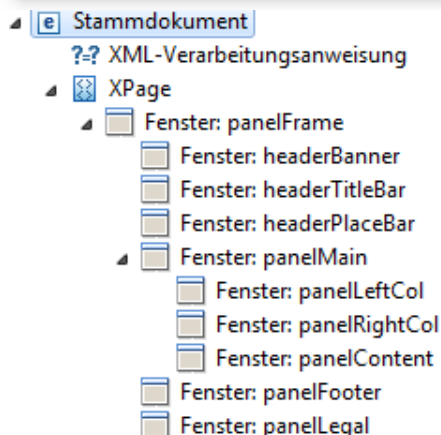 Stammdokument
?=? XML-Verarbeitungsanweisung
XPage
Fenster: panelFrame
Fenster: headerBanner
Fenster: headerTitleBar
Fenster: headerPlaceBar
Fenster: panelMain
Fenster: panelLeftCol
Fenster: panelRightCol
Fenster: panelContent
Fenster: panelFooter
Fenster: panelLegal